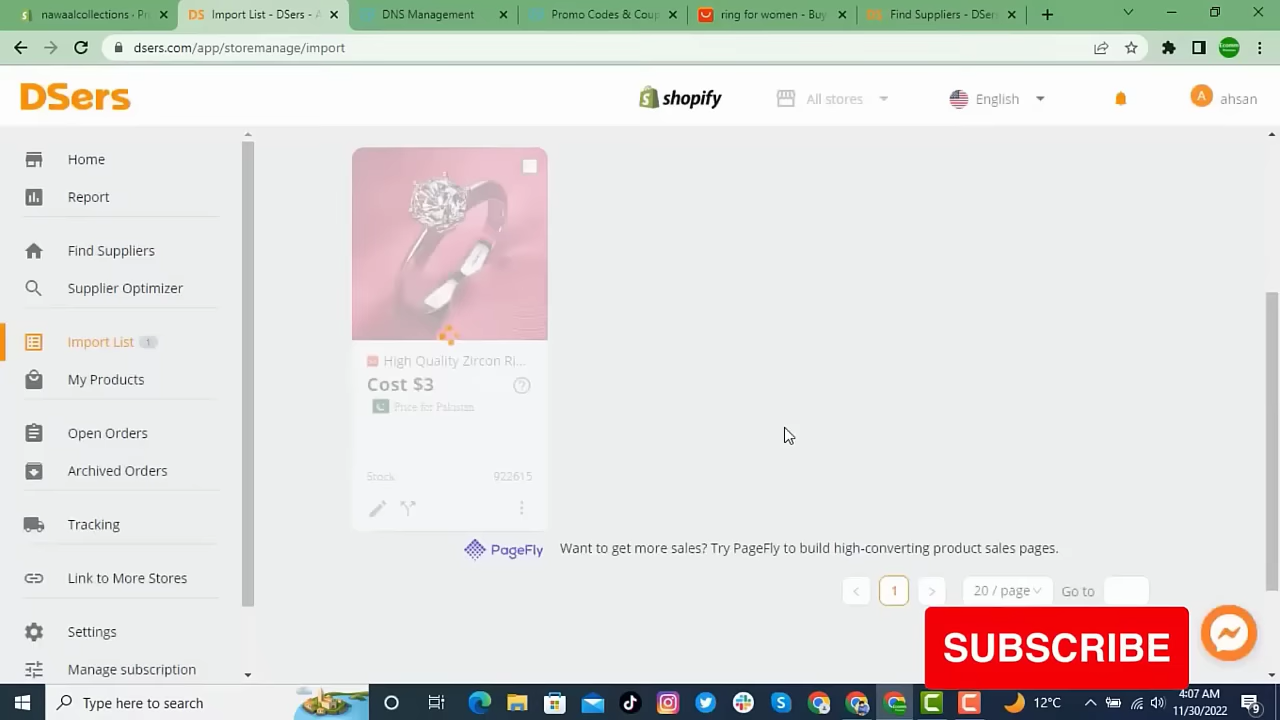 nawaalcollections · Pr
Import List - DSers - A
DNS Management
Promo Codes & Coup
ring for women - Buy
Find Suppliers - DSers
dsers.com/app/storemanage/import
DSers
shopify
All stores
English
A
ahsan
Home
Report
Find Suppliers
Supplier Optimizer
Import List 1
My Products
Open Orders
Archived Orders
Tracking
Link to More Stores
Settings
Manage subscription
High Quality Zircon Ri...
Cost $3
Price for Pakistan
Stock 922615
PageFly
Want to get more sales? Try PageFly to build high-converting product sales pages.
< 1 > 20 / page Go to
SUBSCRIBE
Type here to search
12°C
4:07 AM
11/30/2022
9